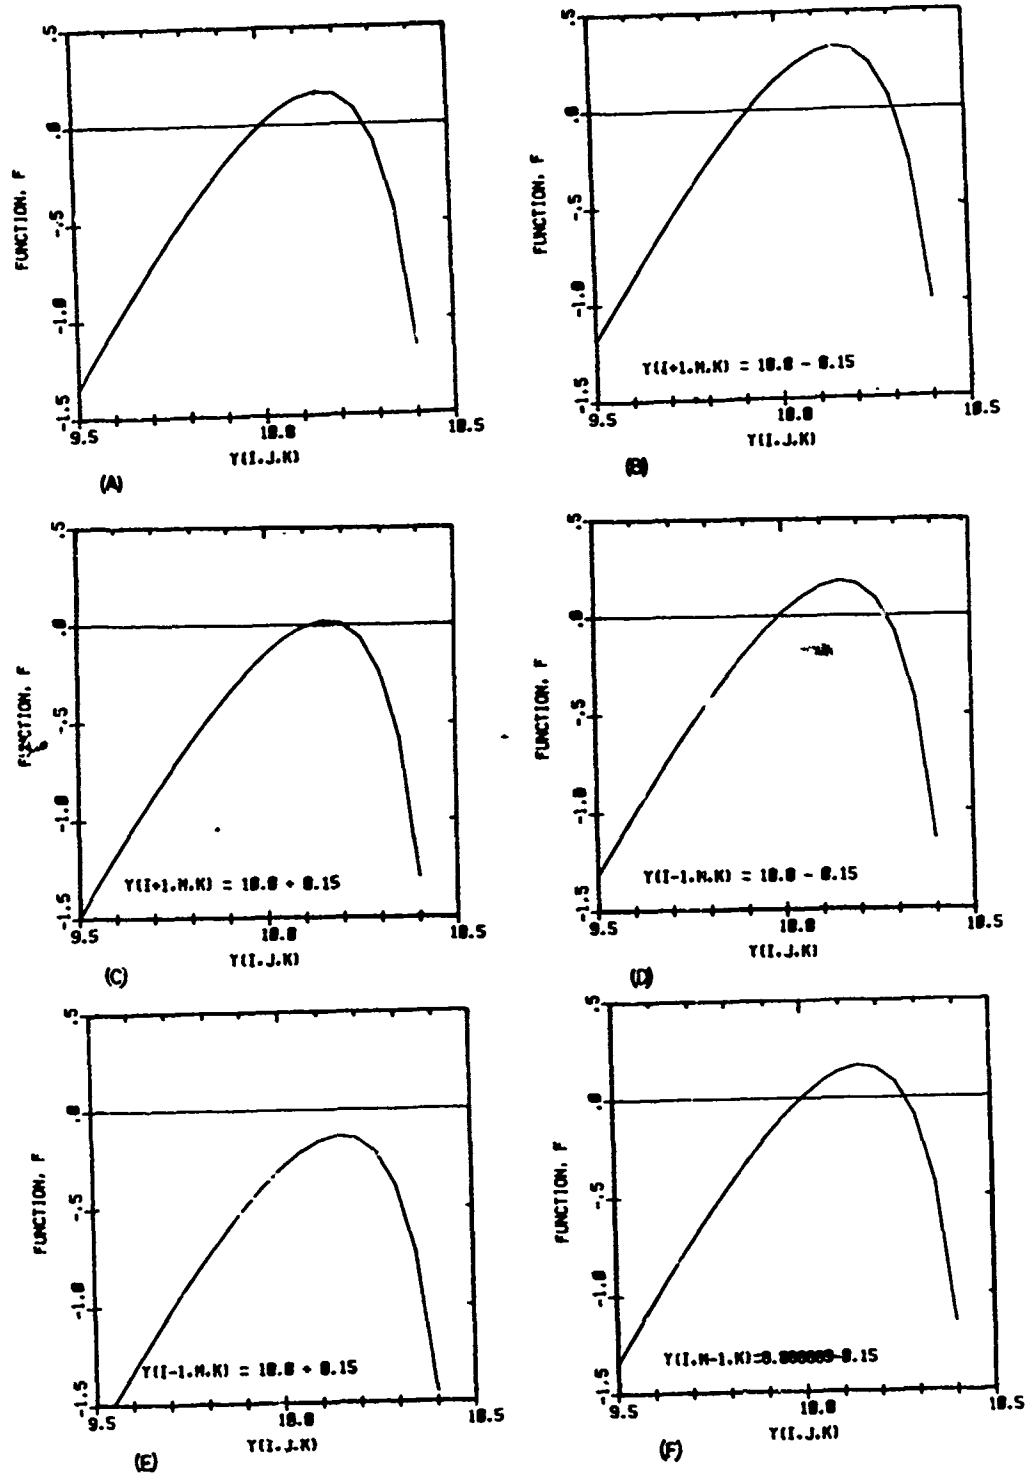 .5
.0
-.5
-1.0
-1.5
FUNCTION, F
9.5 10.0 10.5
Y(I,J,K)
(A)
.5
.0
-.5
-1.0
-1.5
FUNCTION, F
Y(I+1,M,K) = 10.0 - 0.15
9.5 10.0 10.5
Y(I,J,K)
(B)
.5
.0
-.5
-1.0
-1.5
FUNCTION, F
Y(I+1,M,K) = 10.0 + 0.15
9.5 10.0 10.5
Y(I,J,K)
(C)
.5
.0
-.5
-1.0
-1.5
FUNCTION, F
Y(I-1,M,K) = 10.0 - 0.15
9.5 10.0 10.5
Y(I,J,K)
(D)
.5
.0
-.5
-1.0
-1.5
FUNCTION, F
Y(I-1,M,K) = 10.0 + 0.15
9.5 10.0 10.5
Y(I,J,K)
(E)
.5
.0
-.5
-1.0
-1.5
FUNCTION, F
Y(I,M-1,K)= -0.15
9.5 10.0 10.5
Y(I,J,K)
(F)